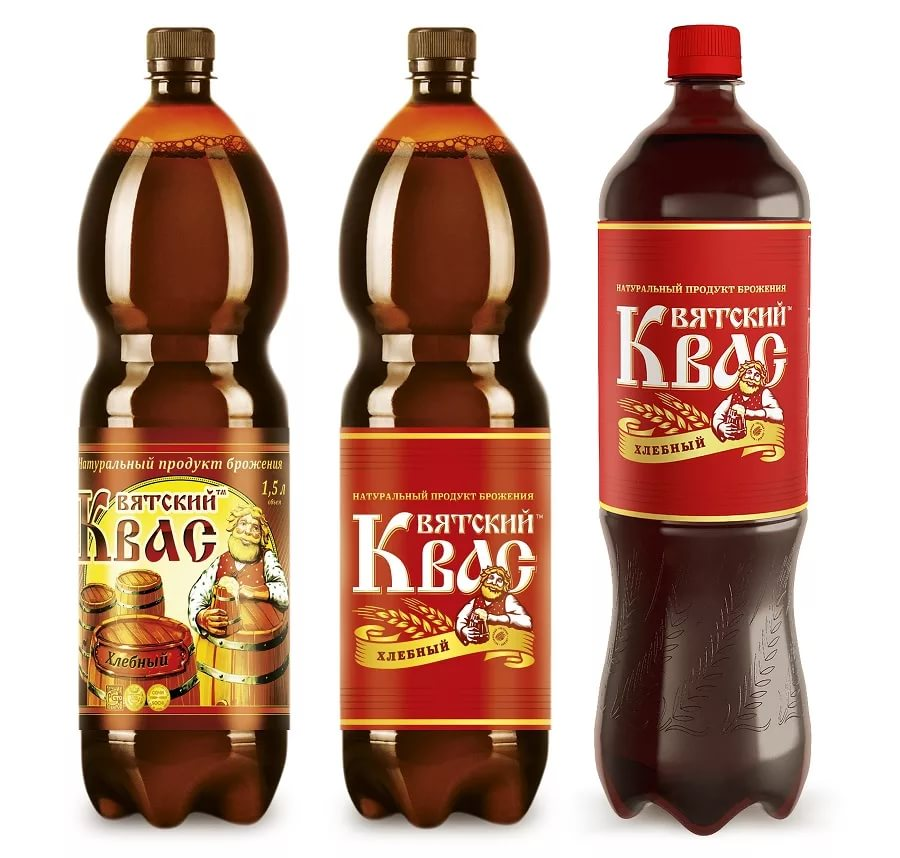 Натуральный продукт брожения
1,5 л
объем
ВЯТСКИЙ™
КВАС
Хлебный
НАТУРАЛЬНЫЙ ПРОДУКТ БРОЖЕНИЯ
ВЯТСКИЙ™
КВАС
ХЛЕБНЫЙ
НАТУРАЛЬНЫЙ ПРОДУКТ БРОЖЕНИЯ
ВЯТСКИЙ™
КВАС
ХЛЕБНЫЙ